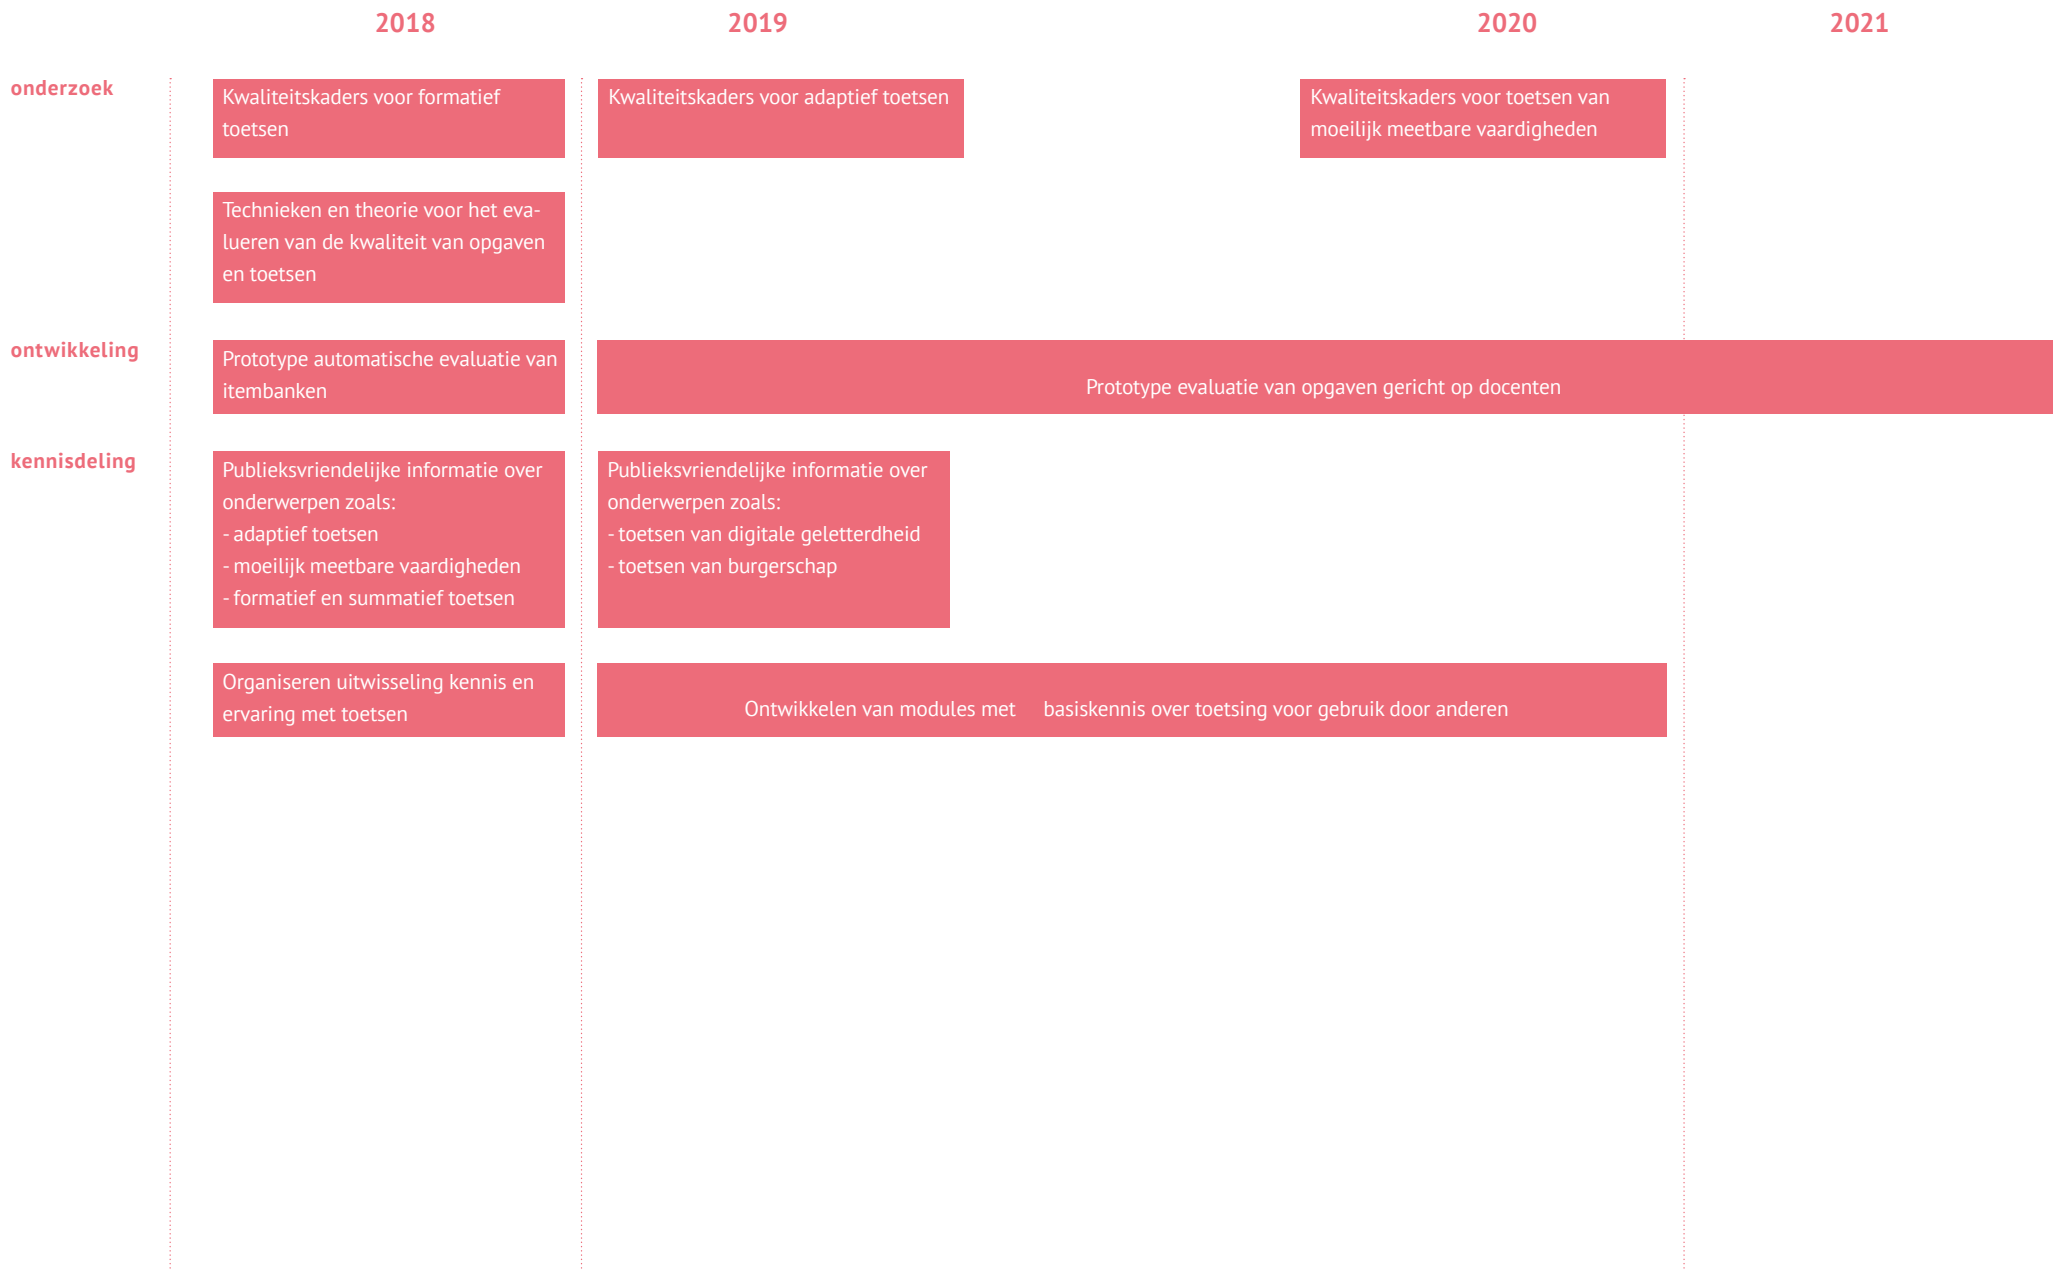 2018
2019
2020
2021
onderzoek
Kwaliteitskaders voor formatief
toetsen
Kwaliteitskaders voor adaptief toetsen
Kwaliteitskaders voor toetsen van
moeilijk meetbare vaardigheden
Technieken en theorie voor het eva-
lueren van de kwaliteit van opgaven
en toetsen
ontwikkeling
Prototype automatische evaluatie van
itembanken
Prototype evaluatie van opgaven gericht op docenten
kennisdeling
Publieksvriendelijke informatie over
onderwerpen zoals:
- adaptief toetsen
- moeilijk meetbare vaardigheden
- formatief en summatief toetsen
Publieksvriendelijke informatie over
onderwerpen zoals:
- toetsen van digitale geletterdheid
- toetsen van burgerschap
Organiseren uitwisseling kennis en
ervaring met toetsen
Ontwikkelen van modules met basiskennis over toetsing voor gebruik door anderen